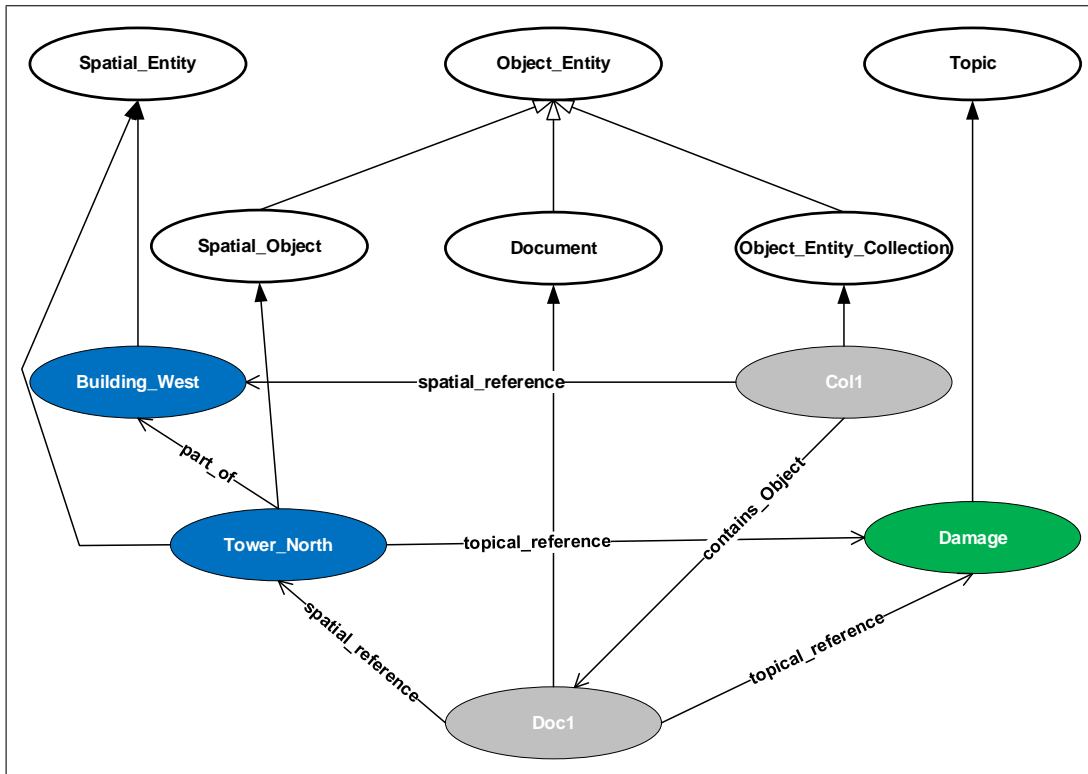 Spatial_Entity
Object_Entity
Topic
Spatial_Object
Document
Object_Entity_Collection
Building_West
spatial_reference
Col1
part_of
contains_Object
Tower_North
topical_reference
Damage
spatial_reference
topical_reference
Doc1